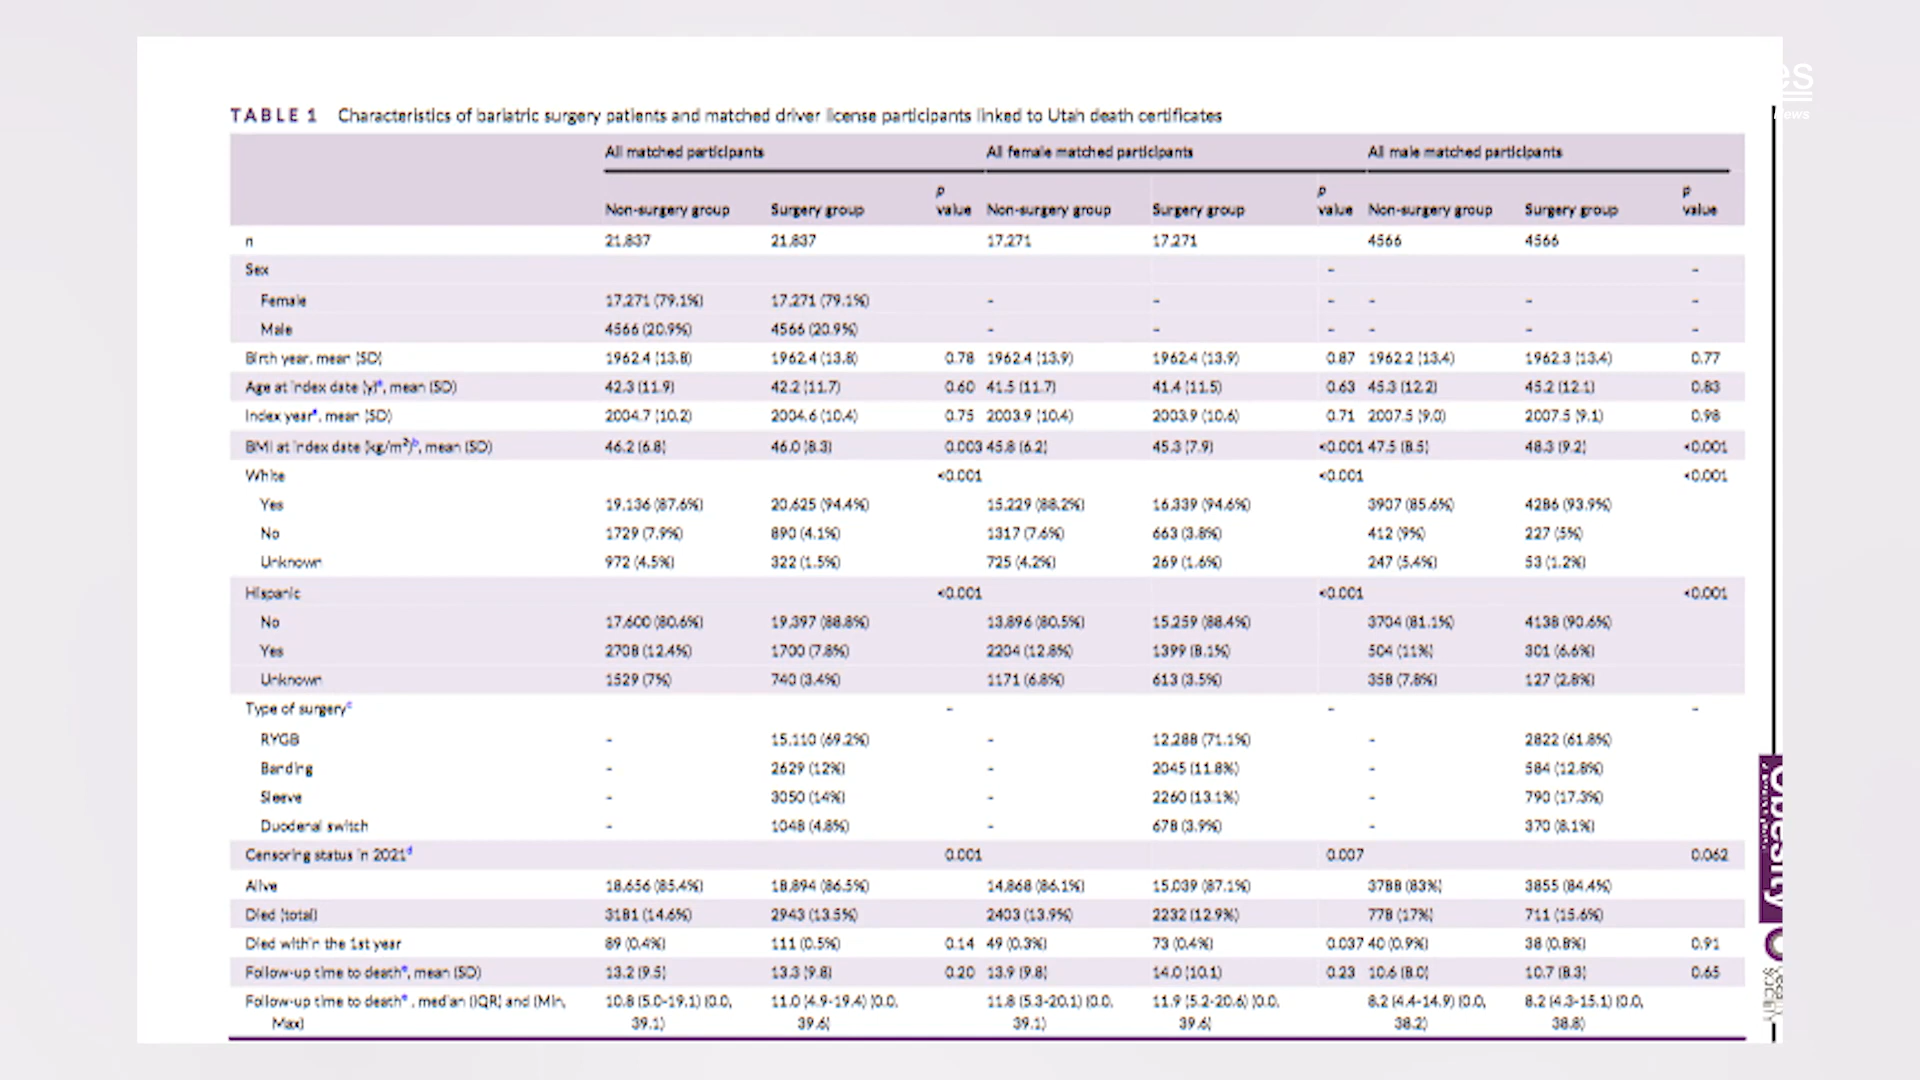 TABLE 1 Characteristics of bariatric surgery patients and matched driver license participants linked to Utah death certificates
All matched participants All female matched participants All male matched participants
Non-surgery group Surgery group p value Non-surgery group Surgery group p value Non-surgery group Surgery group p value
n 21,837 21,837 17,271 17,271 4566 4566
Sex – –
Female 17,271 (79.1%) 17,271 (79.1%) – – – – – –
Male 4566 (20.9%) 4566 (20.9%) – – – – – –
Birth year, mean (SD) 1962.4 (13.8) 1962.4 (13.8) 0.78 1962.4 (13.9) 1962.4 (13.9) 0.87 1962.2 (13.4) 1962.3 (13.4) 0.77
Age at index date (y)a, mean (SD) 42.3 (11.9) 42.2 (11.7) 0.60 41.5 (11.7) 41.4 (11.5) 0.63 45.3 (12.2) 45.2 (12.1) 0.83
Index yeara, mean (SD) 2004.7 (10.2) 2004.6 (10.4) 0.75 2003.9 (10.4) 2003.9 (10.6) 0.71 2007.5 (9.0) 2007.5 (9.1) 0.98
BMI at index date (kg/m²)b, mean (SD) 46.2 (6.8) 46.0 (8.3) 0.003 45.8 (6.2) 45.3 (7.9) <0.001 47.5 (8.5) 48.3 (9.2) <0.001
White <0.001 <0.001 <0.001
Yes 19,136 (87.6%) 20,625 (94.4%) 15,229 (88.2%) 16,339 (94.6%) 3907 (85.6%) 4286 (93.9%)
No 1729 (7.9%) 890 (4.1%) 1317 (7.6%) 663 (3.8%) 412 (9%) 227 (5%)
Unknown 972 (4.5%) 322 (1.5%) 725 (4.2%) 269 (1.6%) 247 (5.4%) 53 (1.2%)
Hispanic <0.001 <0.001 <0.001
No 17,600 (80.6%) 19,397 (88.8%) 13,896 (80.5%) 15,259 (88.4%) 3704 (81.1%) 4138 (90.6%)
Yes 2708 (12.4%) 1700 (7.8%) 2204 (12.8%) 1399 (8.1%) 504 (11%) 301 (6.6%)
Unknown 1529 (7%) 740 (3.4%) 1171 (6.8%) 613 (3.5%) 358 (7.8%) 127 (2.8%)
Type of surgeryc – – –
RYGB – 15,110 (69.2%) – 12,288 (71.1%) – 2822 (61.8%)
Banding – 2629 (12%) – 2045 (11.8%) – 584 (12.8%)
Sleeve – 3050 (14%) – 2260 (13.1%) – 790 (17.3%)
Duodenal switch – 1048 (4.8%) – 678 (3.9%) – 370 (8.1%)
Censoring status in 2021d 0.001 0.007 0.062
Alive 18,656 (85.4%) 18,894 (86.5%) 14,868 (86.1%) 15,039 (87.1%) 3788 (83%) 3855 (84.4%)
Died (total) 3181 (14.6%) 2943 (13.5%) 2403 (13.9%) 2232 (12.9%) 778 (17%) 711 (15.6%)
Died within the 1st year 89 (0.4%) 111 (0.5%) 0.14 49 (0.3%) 73 (0.4%) 0.037 40 (0.9%) 38 (0.8%) 0.91
Follow-up time to deathe, mean (SD) 13.2 (9.5) 13.3 (9.8) 0.20 13.9 (9.8) 14.0 (10.1) 0.23 10.6 (8.0) 10.7 (8.3) 0.65
Follow-up time to deathe, median (IQR) and (Min, 10.8 (5.0-19.1) (0.0, 11.0 (4.9-19.4) (0.0, 11.8 (5.3-20.1) (0.0, 11.9 (5.2-20.6) (0.0, 8.2 (4.4-14.9) (0.0, 8.2 (4.3-15.1) (0.0,
Max) 39.1) 39.6) 39.1) 39.6) 38.2) 38.8)
es
News
Obesity